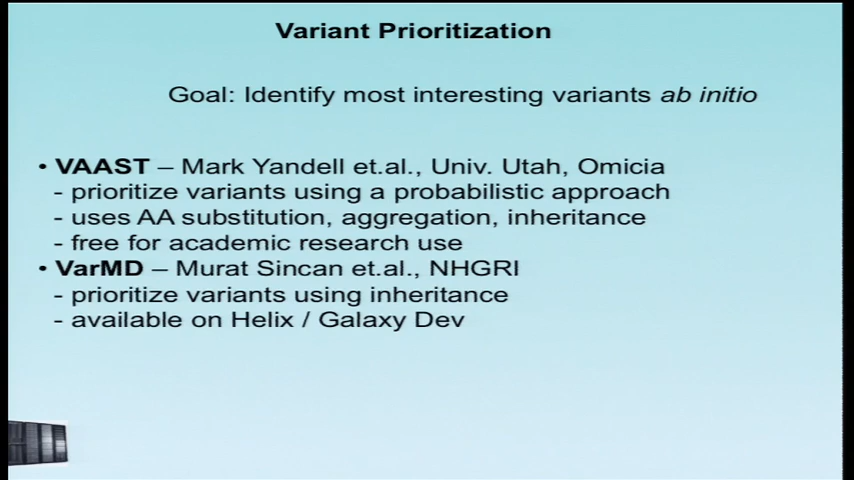 Variant Prioritization
Goal: Identify most interesting variants ab initio
• VAAST – Mark Yandell et.al., Univ. Utah, Omicia
- prioritize variants using a probabilistic approach
- uses AA substitution, aggregation, inheritance
- free for academic research use
• VarMD – Murat Sincan et.al., NHGRI
- prioritize variants using inheritance
- available on Helix / Galaxy Dev